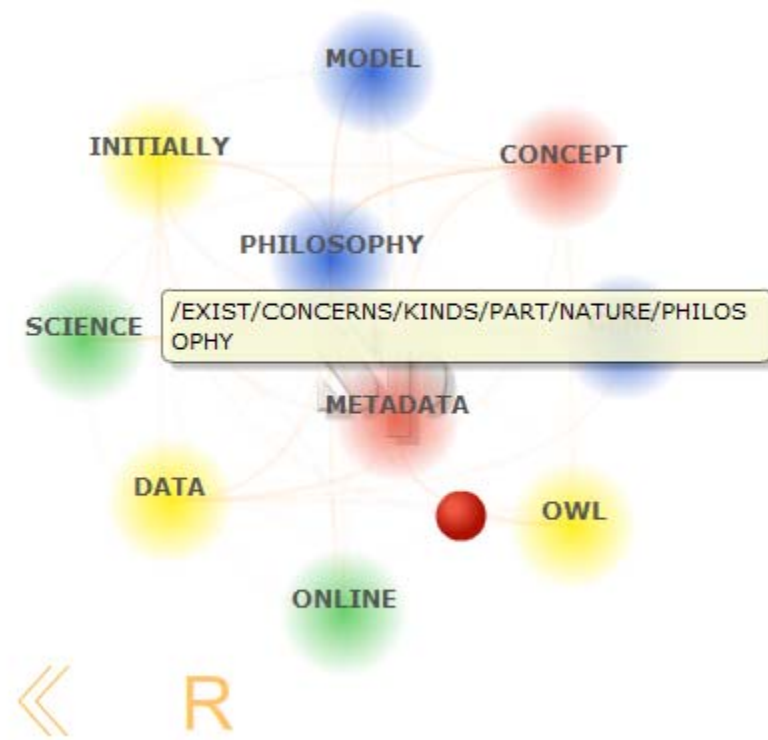 MODEL
INITIALLY
CONCEPT
PHILOSOPHY
/EXIST/CONCERNS/KINDS/PART/NATURE/PHILOS
OPHY
SCIENCE
METADATA
DATA
OWL
ONLINE
R